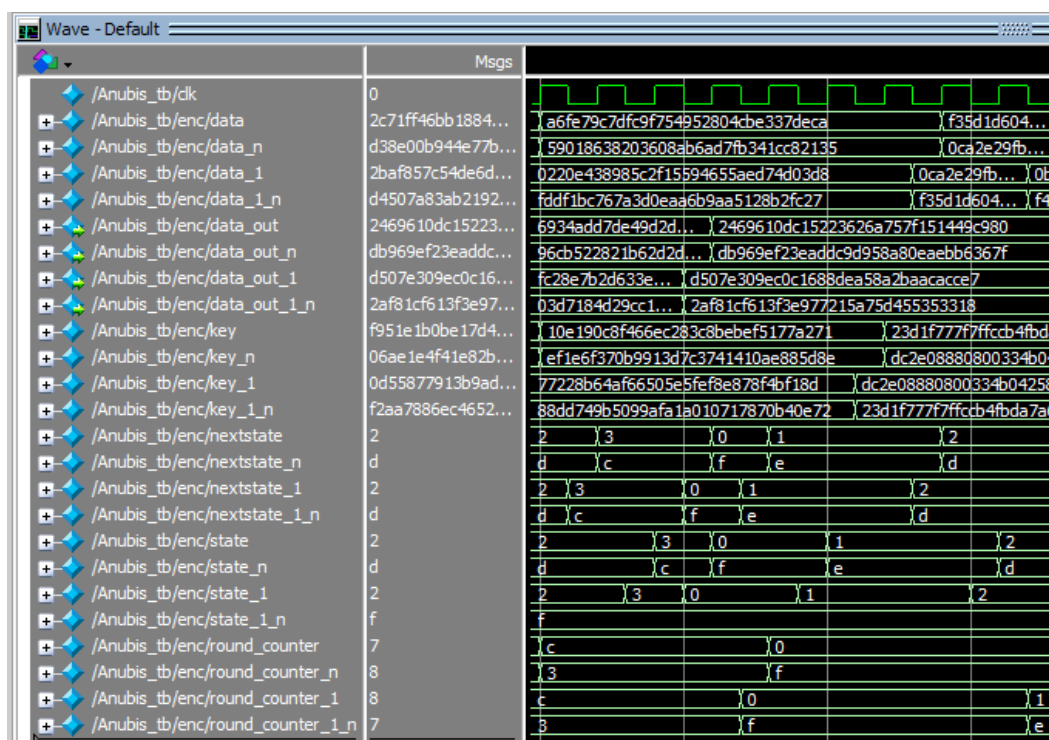 Wave - Default
Msgs
/Anubis_tb/clk 0
/Anubis_tb/enc/data 2c71ff46bb1884... a6fe79c7dfc9f754952804cbe337deca f35d1d604...
/Anubis_tb/enc/data_n d38e00b944e77b... 59018638203608ab6ad7fb341cc82135 0ca2e29fb...
/Anubis_tb/enc/data_1 2baf857c54de6d... 0220e438985c2f15594655aed74d03d8 0ca2e29fb... 0b
/Anubis_tb/enc/data_1_n d4507a83ab2192... fddf1bc767a3d0eaa6b9aa5128b2fc27 f35d1d604... f4
/Anubis_tb/enc/data_out 2469610dc15223... 6934add7de49d2d... 2469610dc15223626a757f151449c980
/Anubis_tb/enc/data_out_n db969ef23eaddc... 96cb522821b62d2d... db969ef23eaddc9d958a80eaebb6367f
/Anubis_tb/enc/data_out_1 d507e309ec0c16... fc28e7b2d633e... d507e309ec0c1688dea58a2baacacce7
/Anubis_tb/enc/data_out_1_n 2af81cf613f3e97... 03d7184d29cc1... 2af81cf613f3e977215a75d455353318
/Anubis_tb/enc/key f951e1b0be17d4... 10e190c8f466ec283c8bebef5177a271 23d1f777f7ffccb4fbd
/Anubis_tb/enc/key_n 06ae1e4f41e82b... ef1e6f370b9913d7c3741410ae885d8e dc2e08880800334b04
/Anubis_tb/enc/key_1 0d55877913b9ad... 77228b64af66505e5fef8e878f4bf18d dc2e08880800334b04258
/Anubis_tb/enc/key_1_n f2aa7886ec4652... 88dd749b5099afa1a010717870b40e72 23d1f777f7ffccb4fbda7a
/Anubis_tb/enc/nextstate 2 2 3 0 1 2
/Anubis_tb/enc/nextstate_n d d c f e d
/Anubis_tb/enc/nextstate_1 2 2 3 0 1 2
/Anubis_tb/enc/nextstate_1_n d d c f e d
/Anubis_tb/enc/state 2 2 3 0 1 2
/Anubis_tb/enc/state_n d d c f e d
/Anubis_tb/enc/state_1 2 2 3 0 1 2
/Anubis_tb/enc/state_1_n f f
/Anubis_tb/enc/round_counter 7 c 0
/Anubis_tb/enc/round_counter_n 8 3 f
/Anubis_tb/enc/round_counter_1 8 c 0 1
/Anubis_tb/enc/round_counter_1_n 7 3 f e